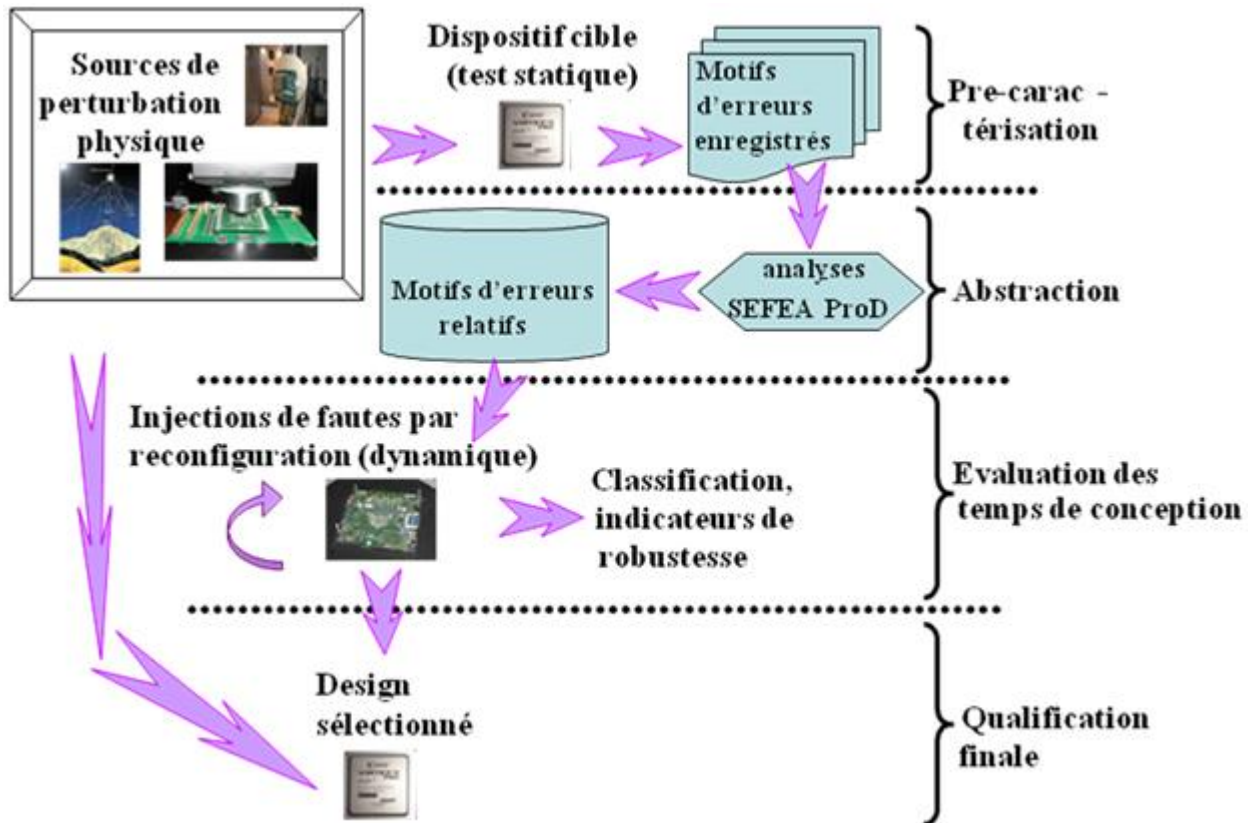 Sources de
perturbation
physique
Dispositif cible
(test statique)
Motifs
d'erreurs
enregistrés
Pre-carac -
térisation
Motifs d'erreurs
relatifs
analyses
SEFEA ProD
Abstraction
Injections de fautes par
reconfiguration (dynamique)
Classification,
indicateurs de
robustesse
Evaluation des
temps de conception
Design
sélectionné
Qualification
finale